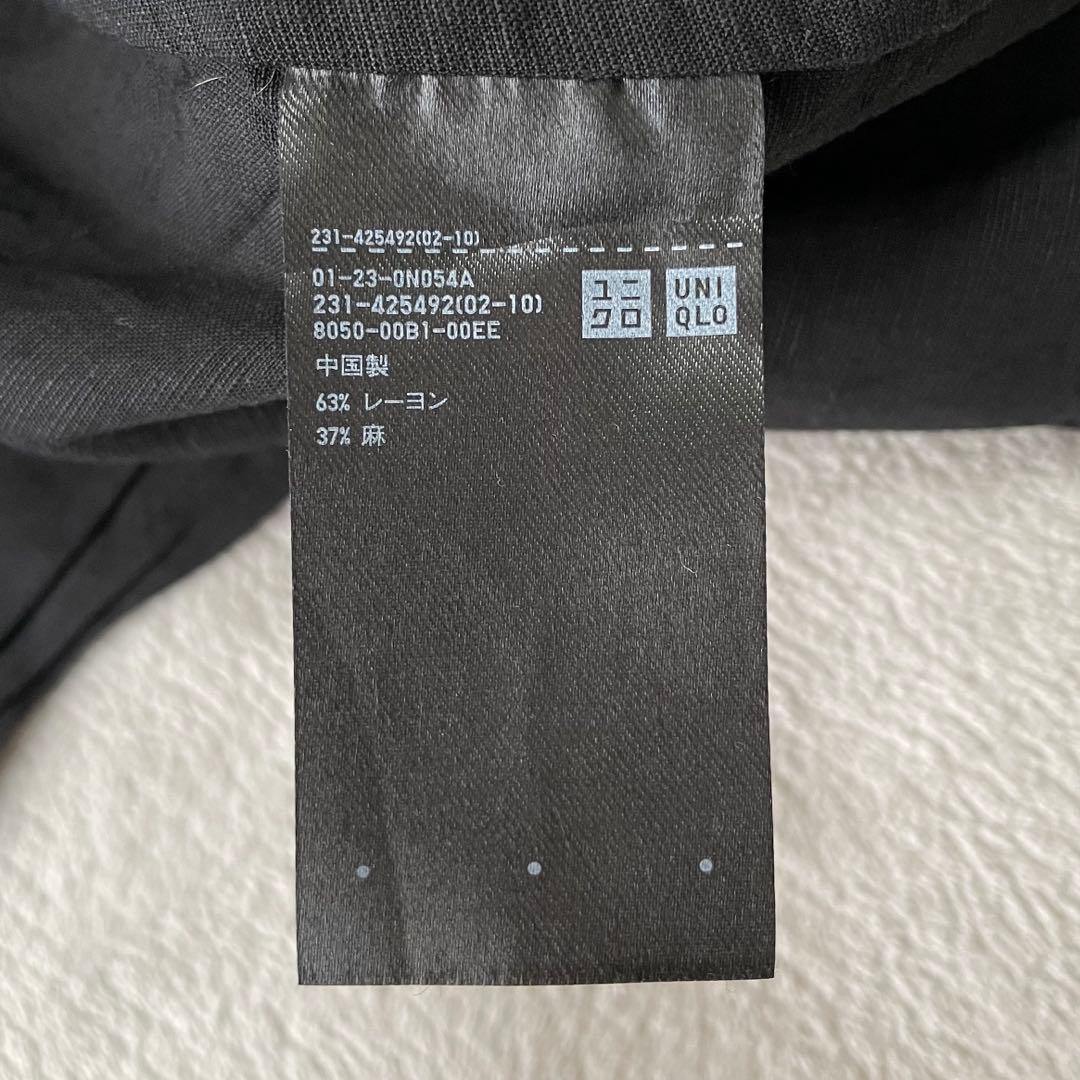 231-425492(02-10)
01-23-0N054A
231-425492(02-10)
8050-00B1-00EE
中国製
63% レーヨン
37% 麻
ユニ
クロ
UNI
QLO